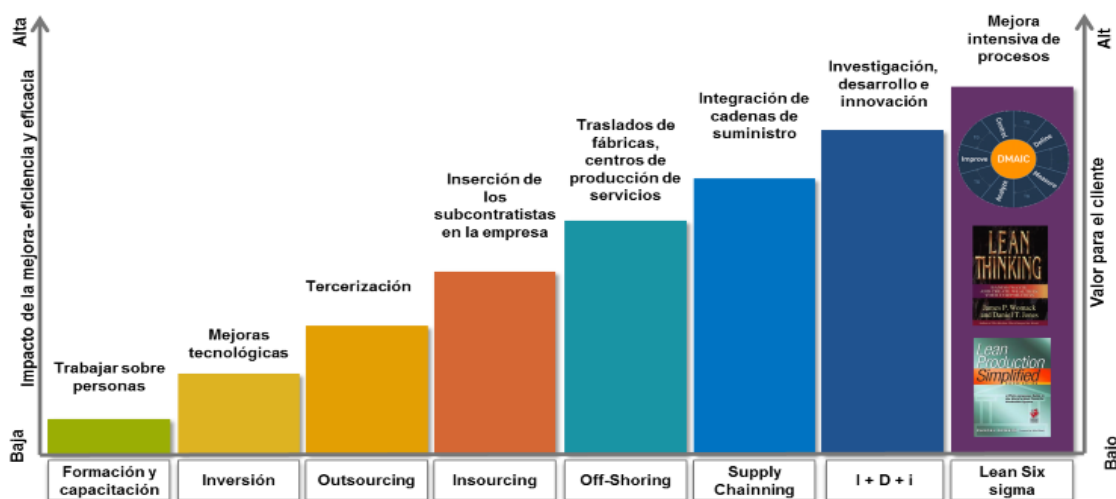 Alta
Impacto de la mejora- eficiencia y eficacia
Baja
Trabajar sobre
personas
Mejoras
tecnológicas
Tercerización
Inserción de
los
subcontratistas
en la empresa
Traslados de
fábricas,
centros de
producción de
servicios
Integración de
cadenas de
suministro
Investigación,
desarrollo e
innovación
Mejora
intensiva de
procesos
Control
Define
Improve
DMAIC
Measure
Analyze
LEAN
THINKING
James P. Womack
and Daniel T. Jones
Lean
Production
Simplified
Alt
Valor para el cliente
Bajo
Formación y
capacitación
Inversión
Outsourcing
Insourcing
Off-Shoring
Supply
Chainning
I + D + i
Lean Six
sigma